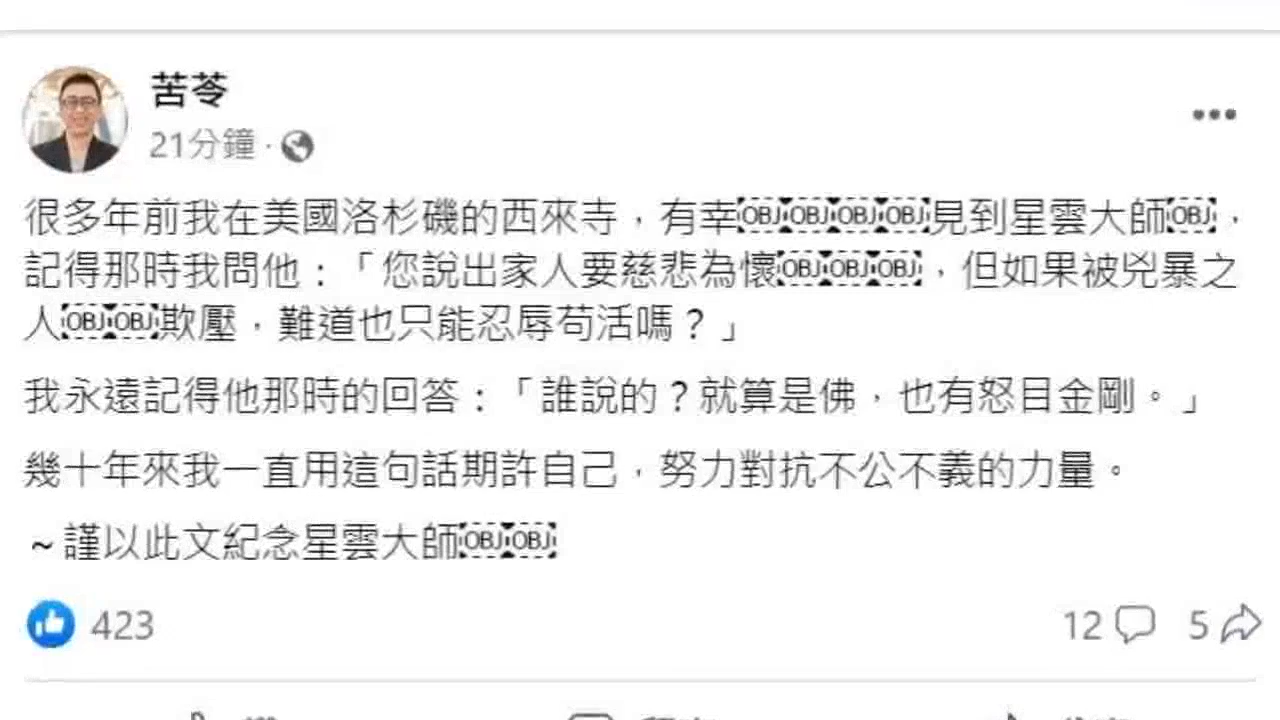 苦苓
21分鐘·
很多年前我在美國洛杉磯的西來寺，有幸￼￼￼￼見到星雲大師￼，
記得那時我問他：「您說出家人要慈悲為懷￼￼￼，但如果被兇暴之
人￼￼欺壓，難道也只能忍辱苟活嗎？」
我永遠記得他那時的回答：「誰說的？就算是佛，也有怒目金剛。」
幾十年來我一直用這句話期許自己，努力對抗不公不義的力量。
~謹以此文紀念星雲大師￼￼
423
12 5